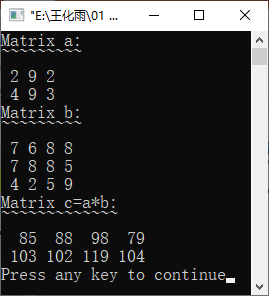 "E:\王化雨\01 ...
Matrix a:
~~~~~~~~~
2 9 2
4 9 3
Matrix b:
~~~~~~~~~
7 6 8 8
7 8 8 5
4 2 5 9
Matrix c=a*b:
~~~~~~~~~~~~~
85 88 98 79
103 102 119 104
Press any key to continue